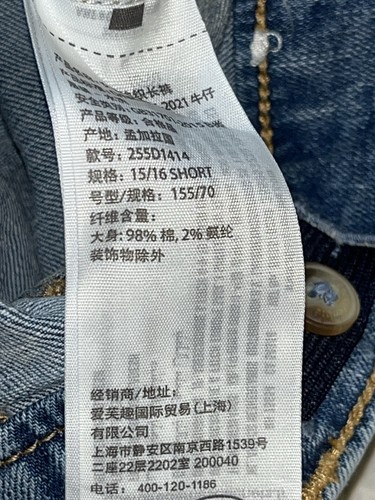 长裤
2021 牛仔
产地: 孟加拉国
款号: 255D1414
规格: 15/16 SHORT
号型/规格: 155/70
纤维含量:
大身: 98% 棉, 2% 氨纶
装饰物除外
经销商/地址:
爱芙趣国际贸易(上海)
有限公司
上海市静安区南京西路1539号
二座22层2202室 200040
电话: 400-120-1186